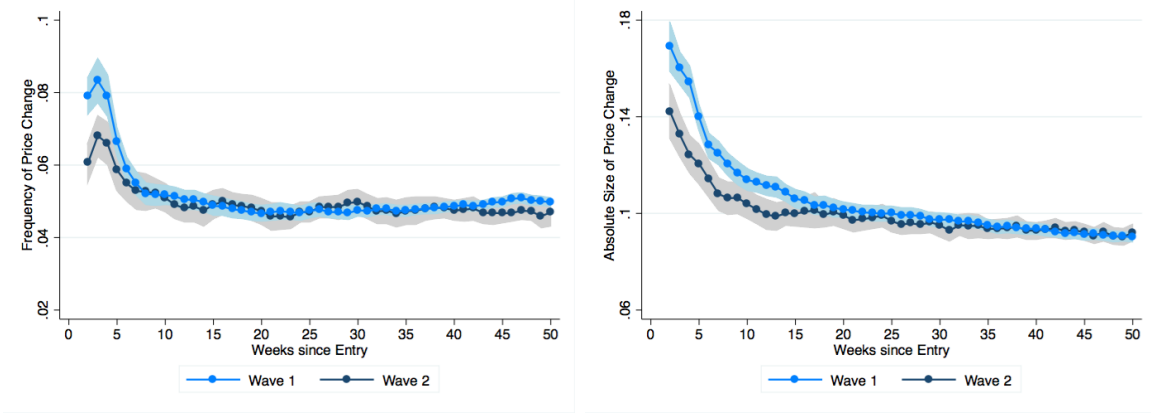 Frequency of Price Change
.1
.08
.06
.04
.02
0 5 10 15 20 25 30 35 40 45 50
Weeks since Entry
Wave 1 Wave 2
Absolute Size of Price Change
.18
.14
.1
.06
0 5 10 15 20 25 30 35 40 45 50
Weeks since Entry
Wave 1 Wave 2